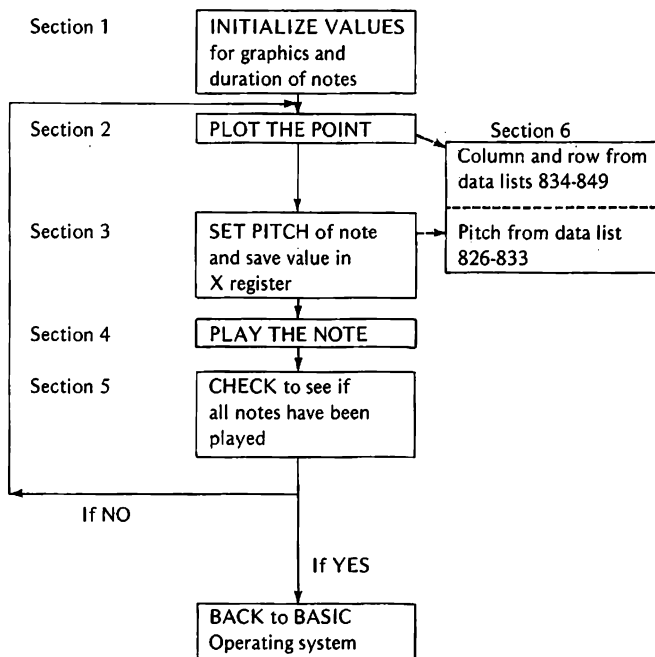 Section 1
INITIALIZE VALUES
for graphics and
duration of notes
Section 2
PLOT THE POINT
Section 6
Column and row from
data lists 834-849
Section 3
SET PITCH of note
and save value in
X register
Pitch from data list
826-833
Section 4
PLAY THE NOTE
Section 5
CHECK to see if
all notes have been
played
If NO
If YES
BACK to BASIC
Operating system